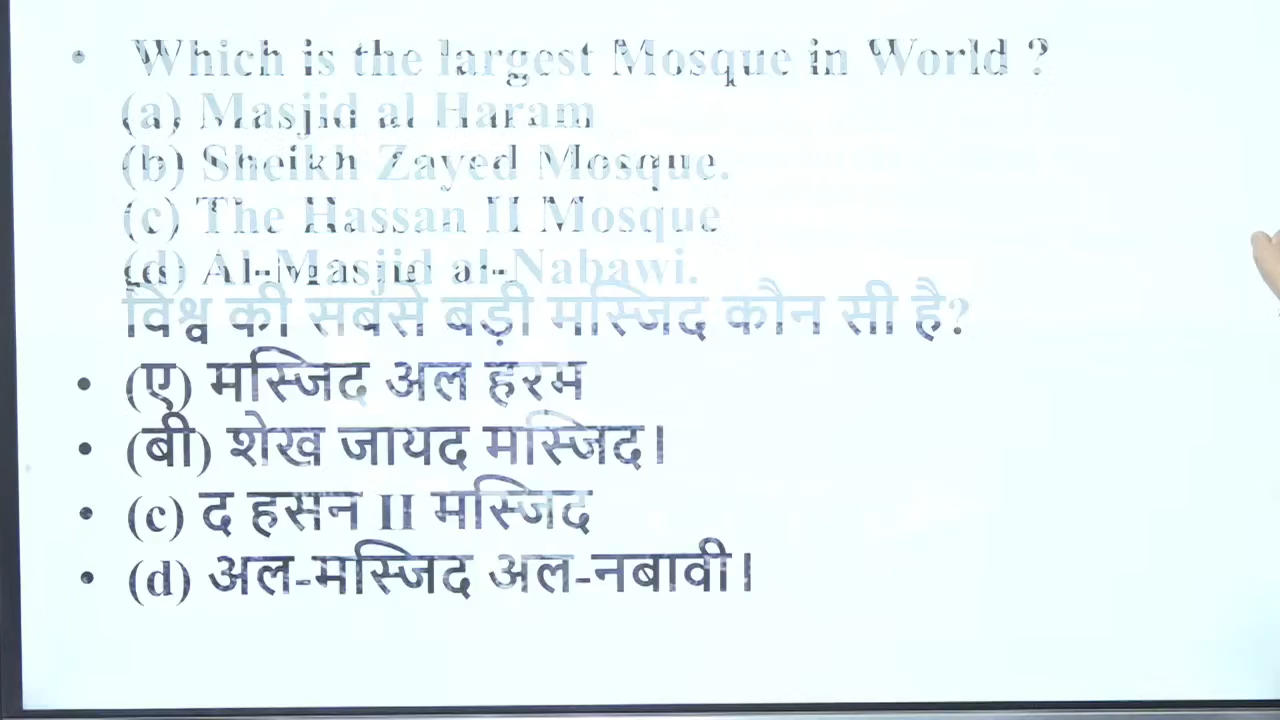 • Which is the largest Mosque in World ?
(a) Masjid al Haram
(b) Sheikh Zayed Mosque.
(c) The Hassan II Mosque
(d) Al-Masjid al-Nabawi.
विश्व की सबसे बड़ी मस्जिद कौन सी है?
• (ए) मस्जिद अल हरम
• (बी) शेख जायद मस्जिद।
• (c) द हसन II मस्जिद
• (d) अल-मस्जिद अल-नबावी।